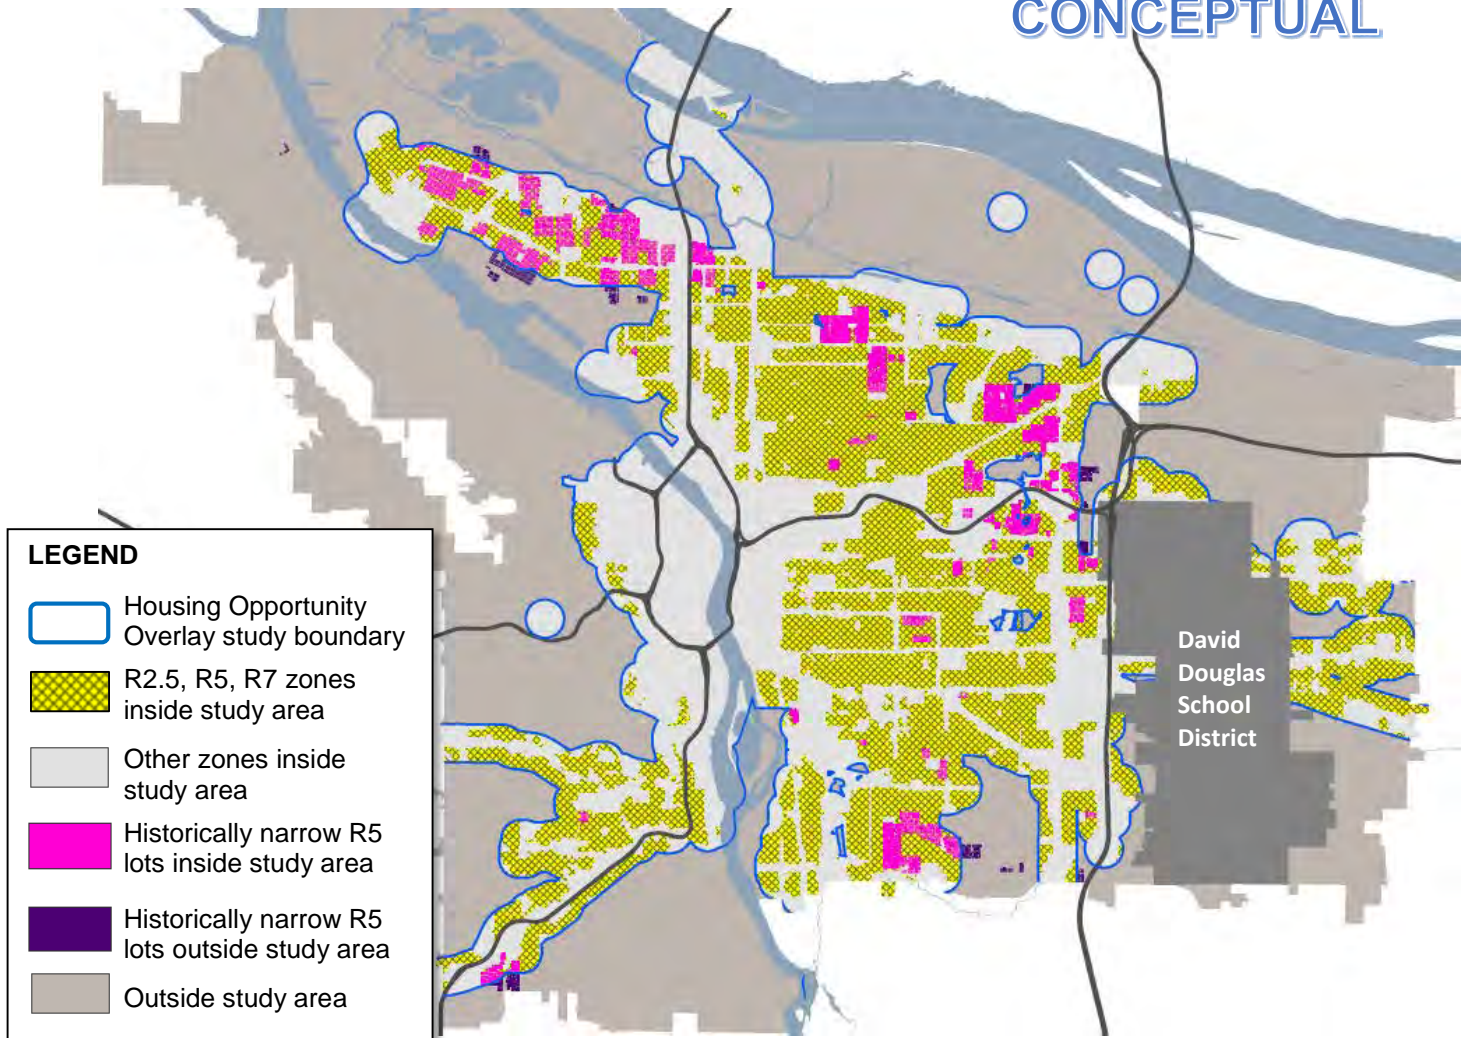 CONCEPTUAL
LEGEND
Housing Opportunity
Overlay study boundary
R2.5, R5, R7 zones
inside study area
Other zones inside
study area
Historically narrow R5
lots inside study area
Historically narrow R5
lots outside study area
Outside study area
David
Douglas
School
District